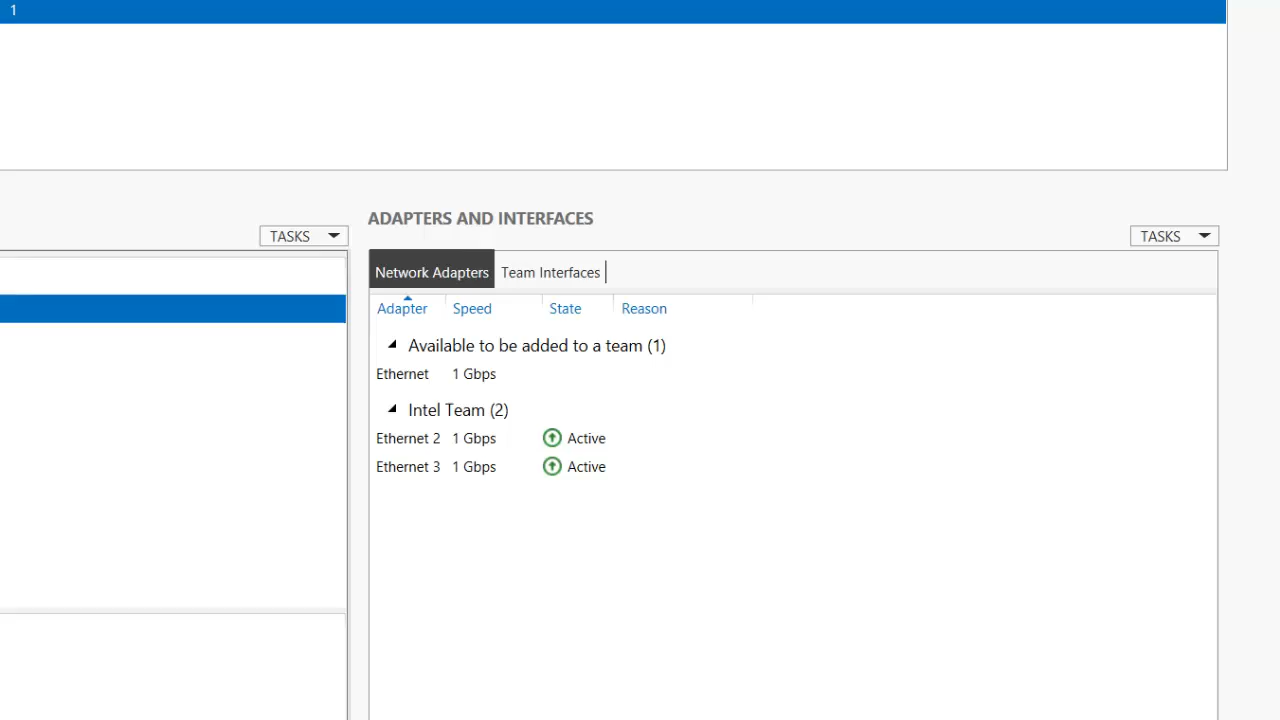 1
ADAPTERS AND INTERFACES
TASKS
TASKS
Network Adapters Team Interfaces
Adapter Speed State Reason
Available to be added to a team (1)
Ethernet 1 Gbps
Intel Team (2)
Ethernet 2 1 Gbps Active
Ethernet 3 1 Gbps Active